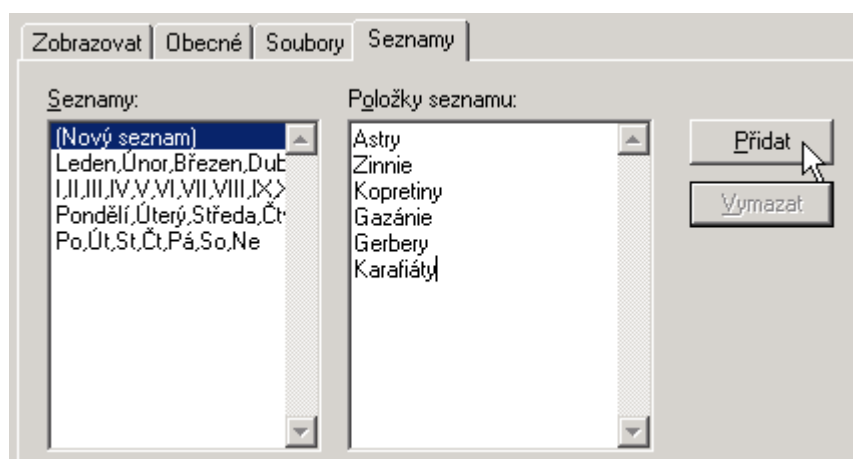 Zobrazovat Obecné Soubory Seznamy
Seznamy:
(Nový seznam)
Leden,Únor,Březen,Dub
I,II,III,IV,V,VI,VII,VIII,IX,X
Pondělí,Úterý,Středa,Čt
Po,Út,St,Čt,Pá,So,Ne
Položky seznamu:
Astry
Zinnie
Kopretiny
Gazánie
Gerbery
Karafiáty
Přidat
Vymazat